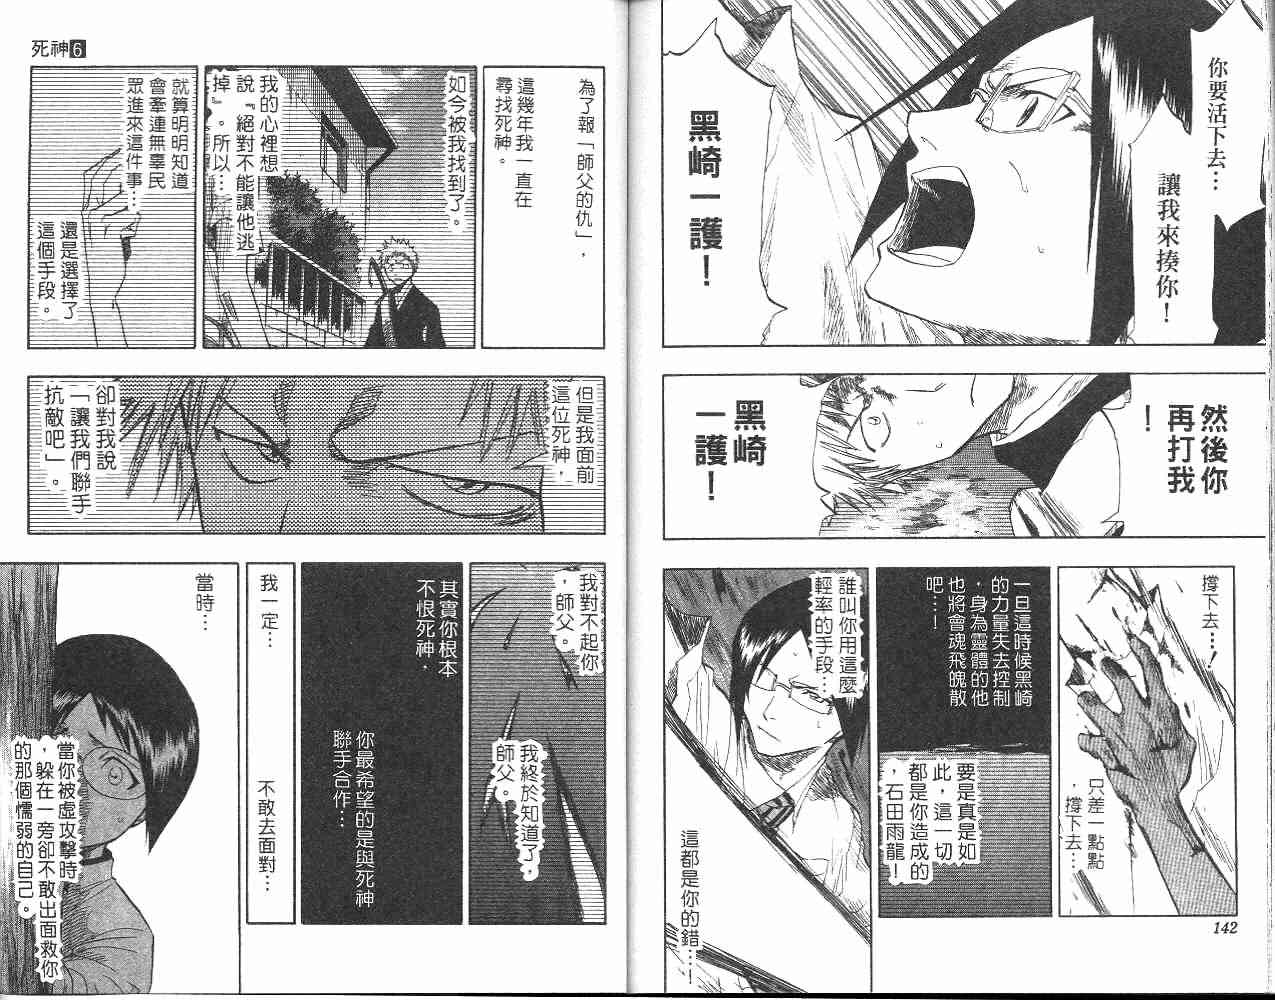 你要活下去…
讓我來揍你！
黑崎一護！
然後你
再打我
！
黑崎
一護！
撐下去…！
只差一點點
，撐下去…
一旦這時候黑崎
的力量失去控制
，身為靈體的他
也將會魂飛魄散
吧…！
要是真是如
此，這一切
都是你造成的
，石田雨龍！
誰叫你用這麼
輕率的手段…
這都是你的錯…！
142
死神6
為了報「師父的仇」，
這幾年我一直在
尋找死神。
如今被我找到了。
我的心裡想
說『絕對不能讓他逃
掉』。所以…
就算明明知道
會牽連無辜民
眾進來這件事…
還是選擇了
這個手段。
但是我面前
這位死神，
卻對我說
「讓我們聯手
抗敵吧」。
我對不起你
，師父。
我終於知道了，
師父。
其實你根本
不恨死神．
你最希望的是與死神
聯手合作…
我一定…
不敢去面對…
當時…
當你被虛攻擊時
，躲在一旁卻不敢出面救你
的那個懦弱的自己。